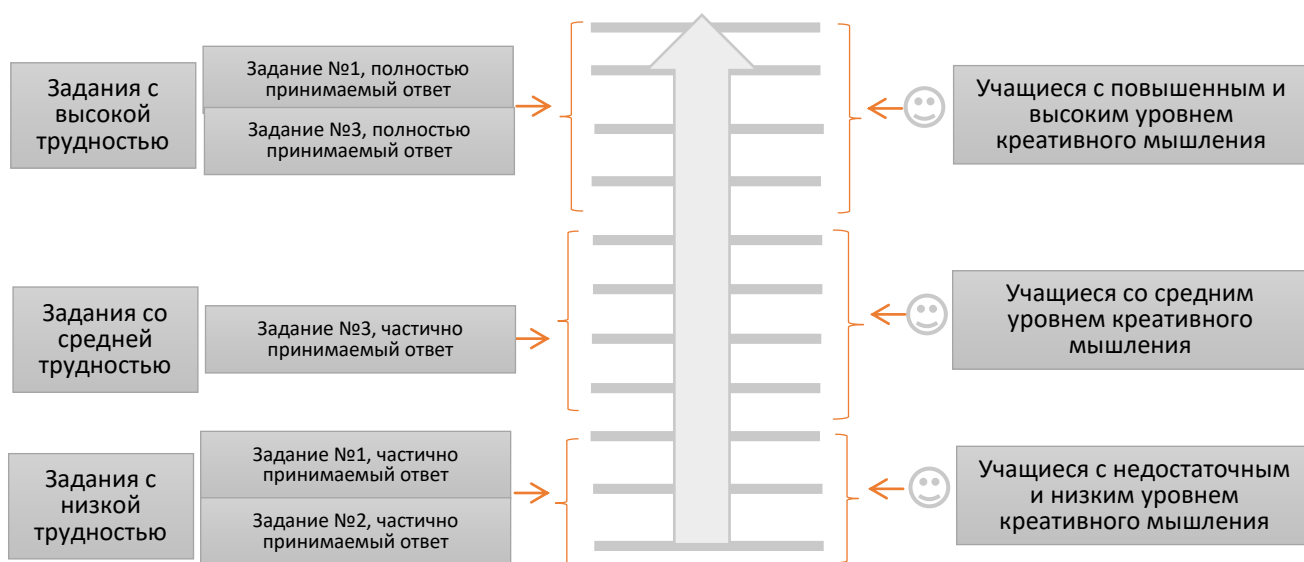 Задания с
высокой
трудностью
Задание №1, полностью
принимаемый ответ
Задание №3, полностью
принимаемый ответ
Учащиеся с повышенным и
высоким уровнем
креативного мышления
Задания со
средней
трудностью
Задание №3, частично
принимаемый ответ
Учащиеся со средним
уровнем креативного
мышления
Задания с
низкой
трудностью
Задание №1, частично
принимаемый ответ
Задание №2, частично
принимаемый ответ
Учащиеся с недостаточным
и низким уровнем
креативного мышления